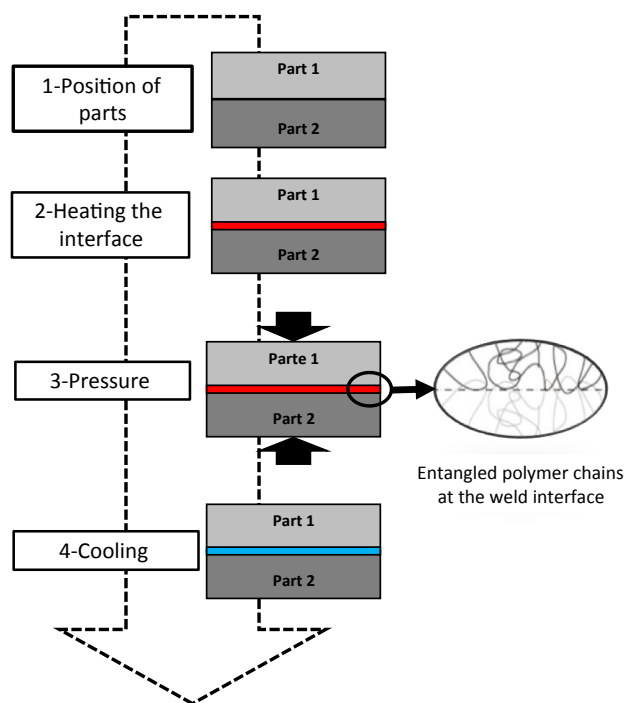 1-Position of
parts
Part 1
Part 2
2-Heating the
interface
Part 1
Part 2
3-Pressure
Parte 1
Part 2
Entangled polymer chains
at the weld interface
4-Cooling
Part 1
Part 2